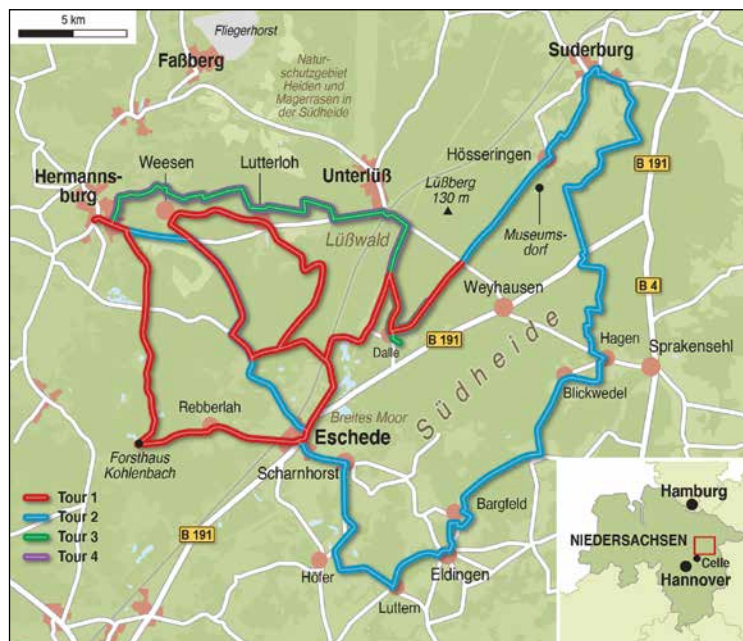 5 km
Fliegerhorst
Faßberg
Natur-
schutzgebiet
Heiden und
Magerrasen in
der Südheide
Suderburg
Weesen
Lutterloh
Hermanns-
burg
Unterlüß
Hösseringen
B 191
Lüßberg
130 m
Lüßwald
Museums-
dorf
Weyhausen
B 4
Dalle
B 191
Südheide
Hagen
Sprakensehl
Blickwedel
Rebberlah
Breites Moor
Eschede
Forsthaus
Kohlenbach
Scharnhorst
Tour 1
Tour 2
Tour 3
Tour 4
B 191
Bargfeld
Höfer
Eldingen
Luttern
Hamburg
NIEDERSACHSEN
Celle
Hannover